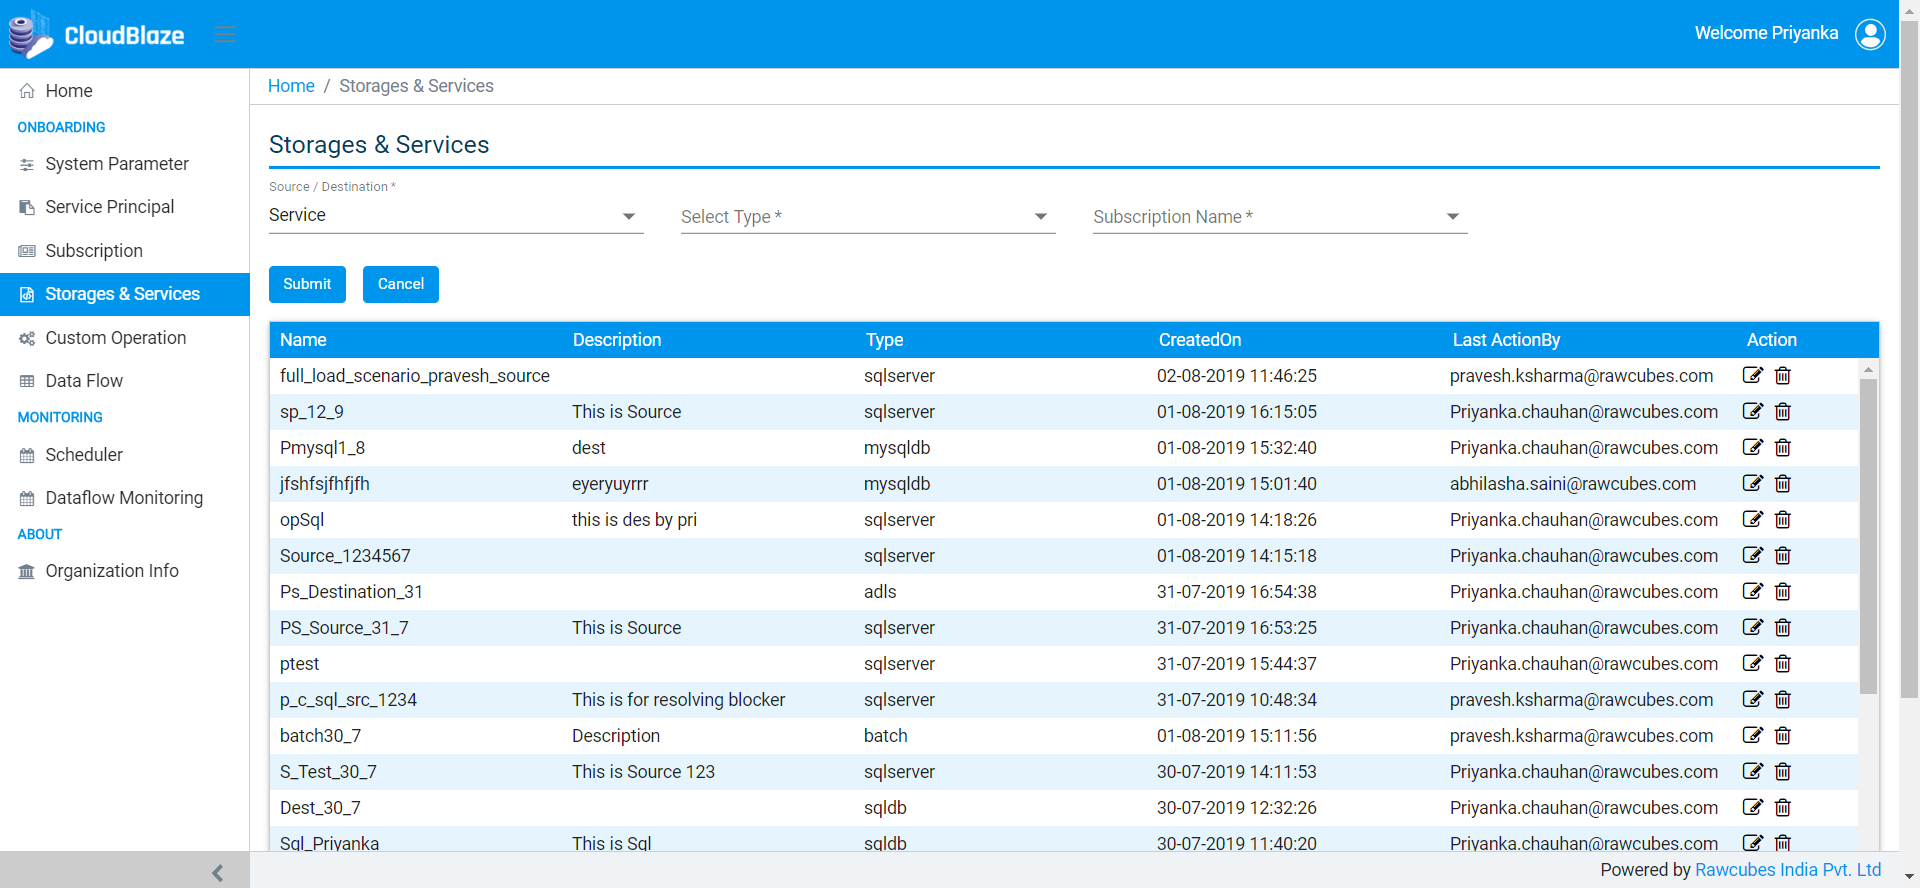 CloudBlaze
Welcome Priyanka
Home
ONBOARDING
System Parameter
Service Principal
Subscription
Storages & Services
Custom Operation
Data Flow
MONITORING
Scheduler
Dataflow Monitoring
ABOUT
Organization Info
Home / Storages & Services
Storages & Services
Source / Destination *
Service Select Type * Subscription Name *
Submit Cancel
Name Description Type CreatedOn Last ActionBy Action
full_load_scenario_pravesh_source sqlserver 02-08-2019 11:46:25 pravesh.ksharma@rawcubes.com
sp_12_9 This is Source sqlserver 01-08-2019 16:15:05 Priyanka.chauhan@rawcubes.com
Pmysql1_8 dest mysqldb 01-08-2019 15:32:40 Priyanka.chauhan@rawcubes.com
jfshfsjfhfjfh eyeryuyrrr mysqldb 01-08-2019 15:01:40 abhilasha.saini@rawcubes.com
opSql this is des by pri sqlserver 01-08-2019 14:18:26 Priyanka.chauhan@rawcubes.com
Source_1234567 sqlserver 01-08-2019 14:15:18 Priyanka.chauhan@rawcubes.com
Ps_Destination_31 adls 31-07-2019 16:54:38 Priyanka.chauhan@rawcubes.com
PS_Source_31_7 This is Source sqlserver 31-07-2019 16:53:25 Priyanka.chauhan@rawcubes.com
ptest sqlserver 31-07-2019 15:44:37 Priyanka.chauhan@rawcubes.com
p_c_sql_src_1234 This is for resolving blocker sqlserver 31-07-2019 10:48:34 pravesh.ksharma@rawcubes.com
batch30_7 Description batch 01-08-2019 15:11:56 pravesh.ksharma@rawcubes.com
S_Test_30_7 This is Source 123 sqlserver 30-07-2019 14:11:53 Priyanka.chauhan@rawcubes.com
Dest_30_7 sqldb 30-07-2019 12:32:26 Priyanka.chauhan@rawcubes.com
Sql_Priyanka This is Sql sqldb 30-07-2019 11:40:20 Priyanka.chauhan@rawcubes.com
Powered by Rawcubes India Pvt. Ltd